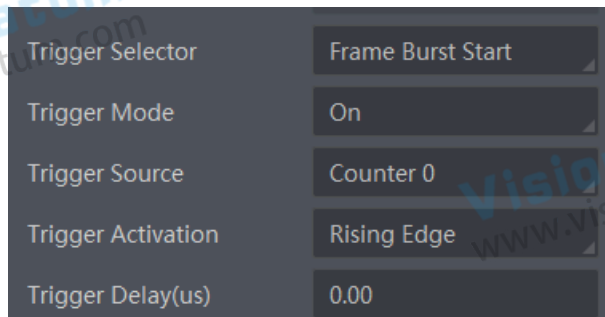 Trigger Selector Frame Burst Start
Trigger Mode On
Trigger Source Counter 0
Trigger Activation Rising Edge
Trigger Delay(us) 0.00